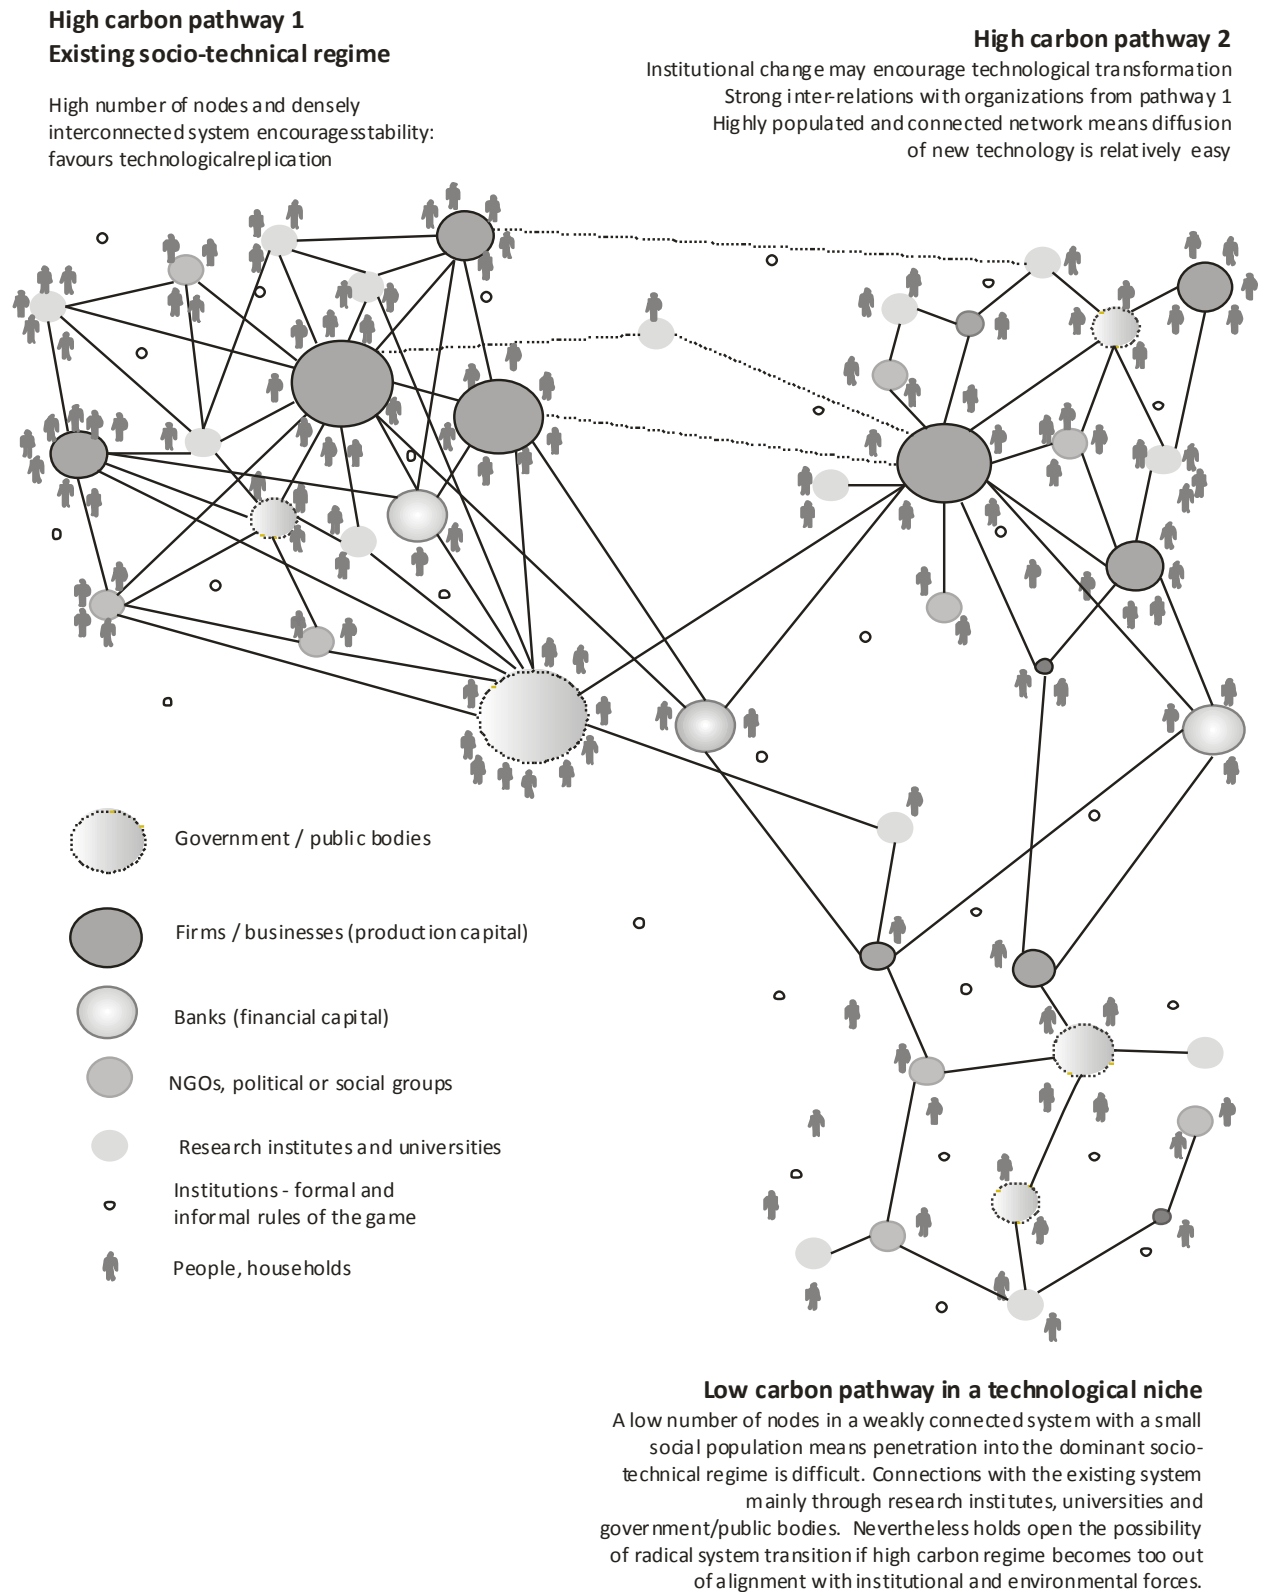 High carbon pathway 1
Existing socio-technical regime
High number of nodes and densely
interconnected system encouragesstability:
favours technologicalreplication
High carbon pathway 2
Institutional change may encourage technological transformation
Strong inter-relations with organizations from pathway 1
Highly populated and connected network means diffusion
of new technology is relatively easy
Government / public bodies
Firms / businesses (production capital)
Banks (financial capital)
NGOs, political or social groups
Research institutes and universities
Institutions - formal and
informal rules of the game
People, households
Low carbon pathway in a technological niche
A low number of nodes in a weakly connected system with a small
social population means penetration into the dominant socio-
technical regime is difficult. Connections with the existing system
mainly through research institutes, universities and
government/public bodies. Nevertheless holds open the possibility
of radical system transition if high carbon regime becomes too out
of alignment with institutional and environmental forces.